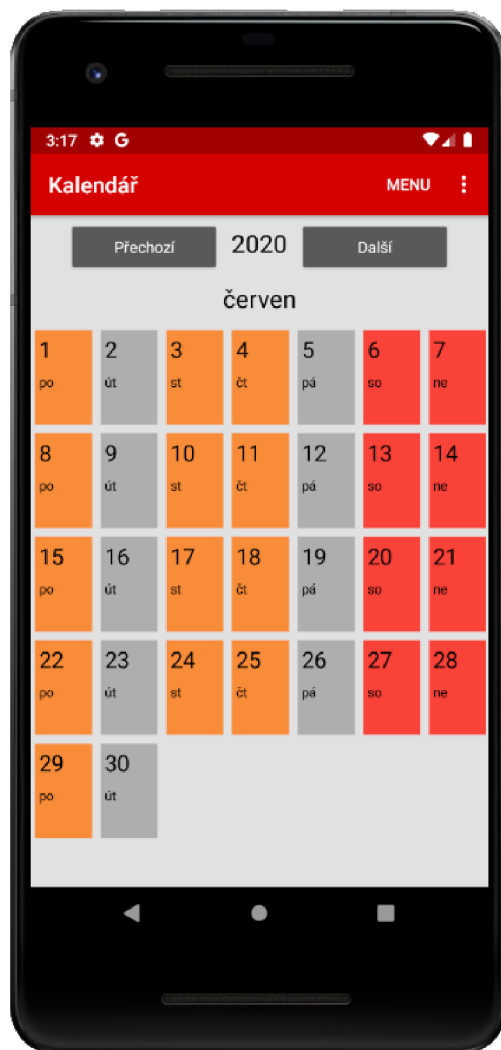 3:17 G
Kalendář MENU
Přechozí 2020 Další
červen
1 2 3 4 5 6 7
po út st čt pá so ne
8 9 10 11 12 13 14
po út st čt pá so ne
15 16 17 18 19 20 21
po út st čt pá so ne
22 23 24 25 26 27 28
po út st čt pá so ne
29 30
po út